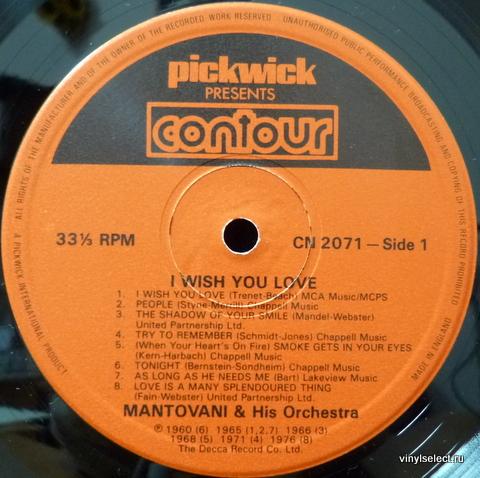 ALL RIGHTS OF THE MANUFACTURER AND OF THE OWNER OF THE RECORDED WORK RESERVED
UNAUTHORISED PUBLIC PERFORMANCE BROADCASTING AND COPYING OF THIS RECORD PROHIBITED
pickwick
PRESENTS
contour
33⅓ RPM
CN 2071 — Side 1
I WISH YOU LOVE
1. I WISH YOU LOVE (Trenet-Beach) MCA Music/MCPS
2. PEOPLE (Styne-Merrill) Chappell Music
3. THE SHADOW OF YOUR SMILE (Mandel-Webster)
United Partnership Ltd.
4. TRY TO REMEMBER (Schmidt-Jones) Chappell Music
5. (When Your Heart's On Fire) SMOKE GETS IN YOUR EYES
(Kern-Harbach) Chappell Music
6. TONIGHT (Bernstein-Sondheim) Chappell Music
7. AS LONG AS HE NEEDS ME (Bart) Lakeview Music
8. LOVE IS A MANY SPLENDOURED THING
(Fain-Webster) United Partnership Ltd.
MANTOVANI & His Orchestra
℗ 1960 (6) 1965 (1,2,7) 1966 (3)
1968 (5) 1971 (4) 1976 (8)
The Decca Record Co. Ltd.
A PICKWICK INTERNATIONAL PRODUCT
MADE IN ENGLAND
vinylselect.ru